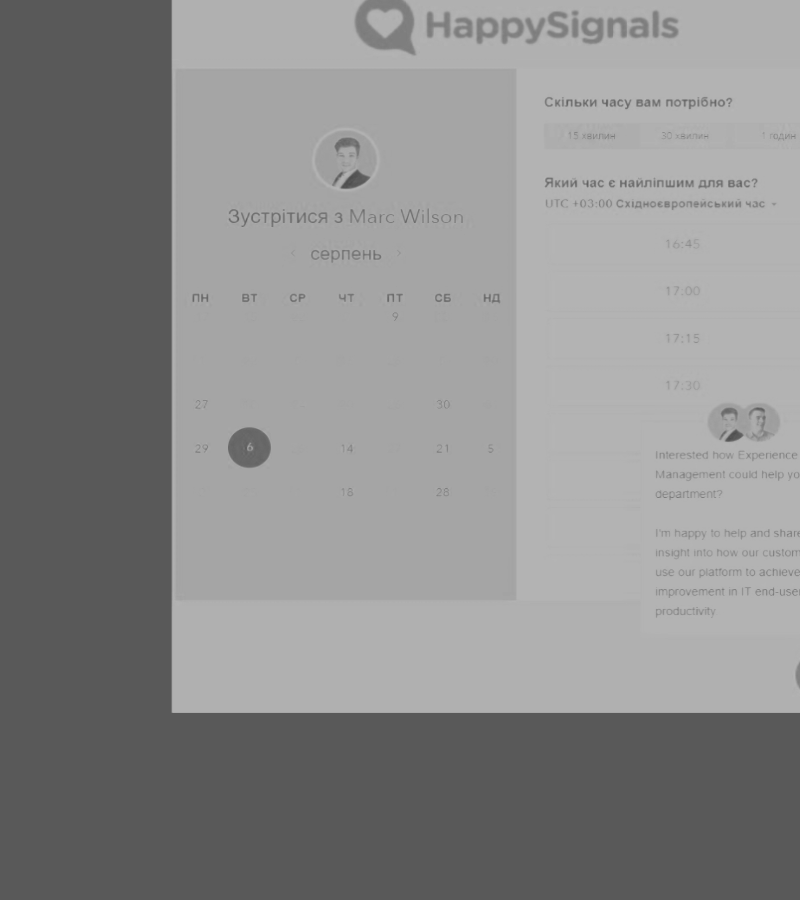 HappySignals
Зустрітися з Marc Wilson
серпень
ПН ВТ СР ЧТ ПТ СБ НД
9
27 30
29 6 14 21 5
18 28
Скільки часу вам потрібно?
15 хвилин 30 хвилин 1 годин
Який час є найліпшим для вас?
UTC +03:00 Східноєвропейський час
16:45
17:00
17:15
17:30
Interested how Experience
Management could help yo
department?
I'm happy to help and share
insight into how our custom
use our platform to achieve
improvement in IT end-user
productivity.